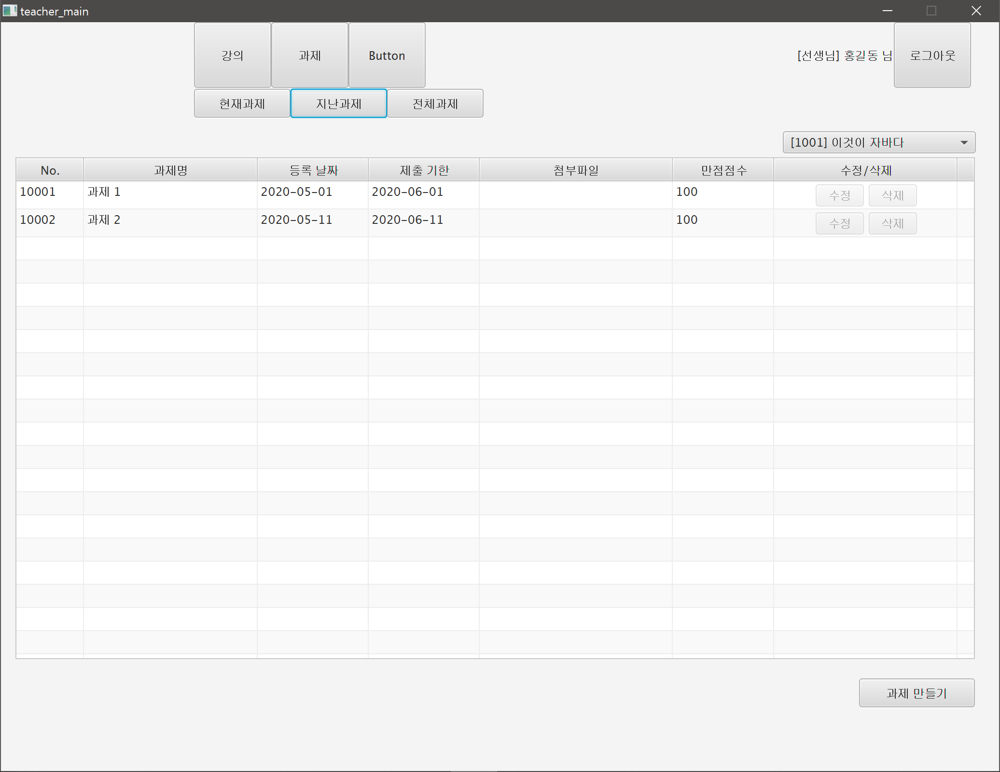 teacher_main
강의 과제 Button [선생님] 홍길동 님 로그아웃
현재과제 지난과제 전체과제
[1001] 이것이 자바다
No. 과제명 등록 날짜 제출 기한 첨부파일 만점점수 수정/삭제
10001 과제 1 2020-05-01 2020-06-01 100 수정 삭제
10002 과제 2 2020-05-11 2020-06-11 100 수정 삭제
과제 만들기